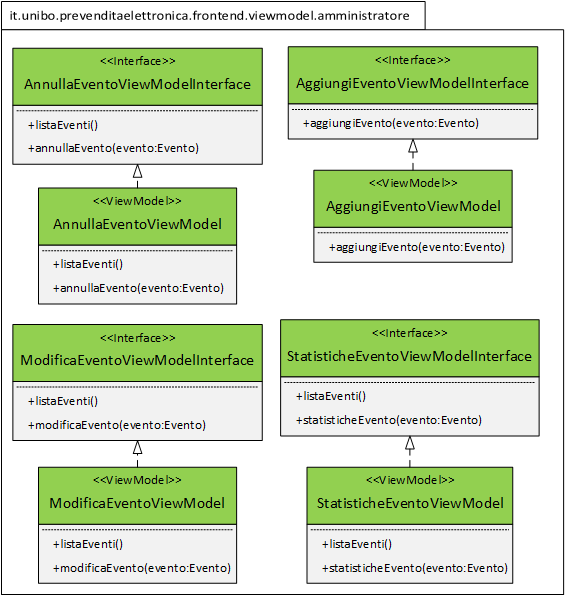 it.unibo.prevenditaelettronica.frontend.viewmodel.amministratore
<<Interface>>
AnnullaEventoViewModelInterface
+listaEventi()
+annullaEvento(evento:Evento)
<<Interface>>
AggiungiEventoViewModelInterface
+aggiungiEvento(evento:Evento)
<<ViewModel>>
AnnullaEventoViewModel
+listaEventi()
+annullaEvento(evento:Evento)
<<ViewModel>>
AggiungiEventoViewModel
+aggiungiEvento(evento:Evento)
<<Interface>>
ModificaEventoViewModelInterface
+listaEventi()
+modificaEvento(evento:Evento)
<<Interface>>
StatisticheEventoViewModelInterface
+listaEventi()
+statisticheEvento(evento:Evento)
<<ViewModel>>
ModificaEventoViewModel
+listaEventi()
+modificaEvento(evento:Evento)
<<ViewModel>>
StatisticheEventoViewModel
+listaEventi()
+statisticheEvento(evento:Evento)